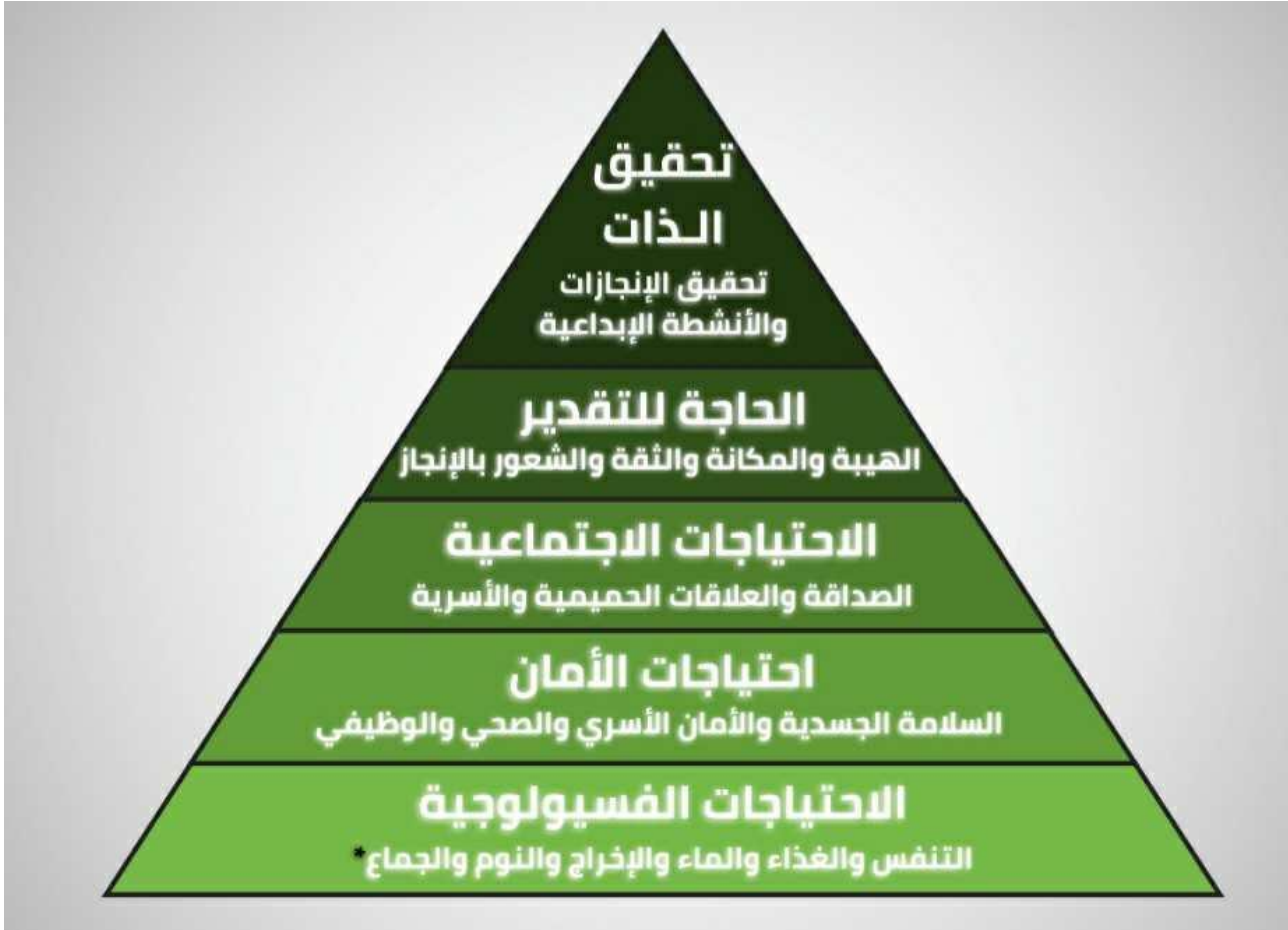 تحقيق
الـذات
تحقيق الإنجازات
والأنشطة الإبداعية
الحاجة للتقدير
الهيبة والمكانة والثقة والشعور بالإنجاز
الاحتياجات الاجتماعية
الصداقة والعلاقات الحميمية والأسرية
احتياجات الأمان
السلامة الجسدية والأمان الأسري والصحي والوظيفي
الاحتياجات الفسيولوجية
التنفس والغذاء والماء والإخراج والنوم والجماع*